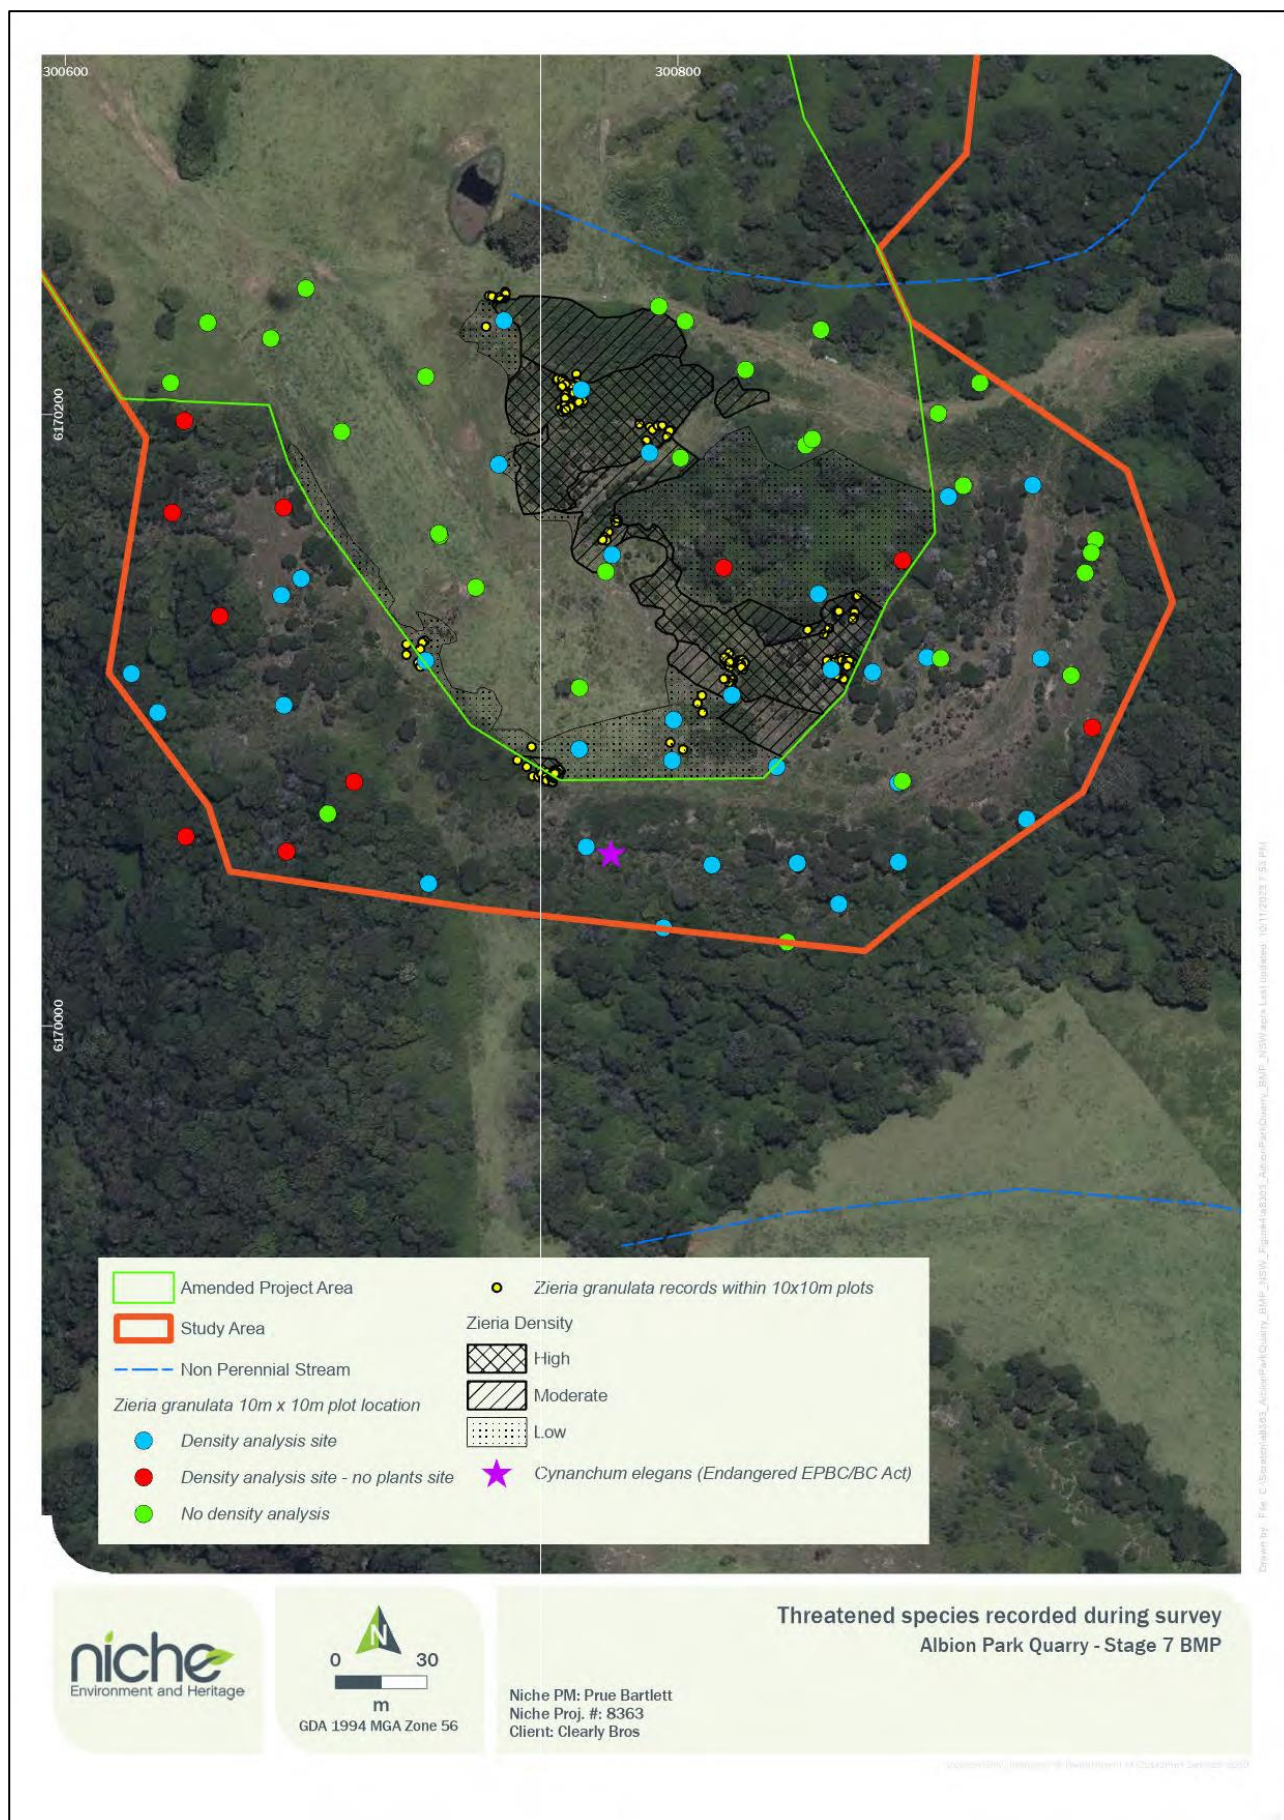 300600
300800
6170200
6170000
Amended Project Area
Study Area
Non Perennial Stream
Zieria granulata 10m x 10m plot location
Density analysis site
Density analysis site - no plants site
No density analysis
Zieria granulata records within 10x10m plots
Zieria Density
High
Moderate
Low
Cynanchum elegans (Endangered EPBC/BC Act)
niche
Environment and Heritage
N
0 30
m
GDA 1994 MGA Zone 56
Threatened species recorded during survey
Albion Park Quarry - Stage 7 BMP
Niche PM: Prue Bartlett
Niche Proj. #: 8363
Client: Clearly Bros